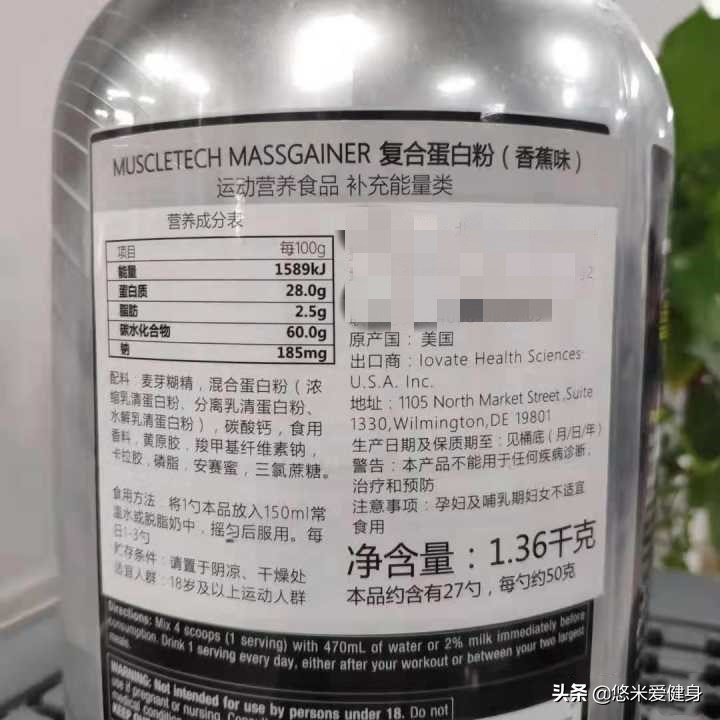 MUSCLETECH MASSGAINER 复合蛋白粉（香蕉味）
运动营养食品 补充能量类
营养成分表
项目 每100g
能量 1589kJ
蛋白质 28.0g
脂肪 2.5g
碳水化合物 60.0g
钠 185mg
配料：麦芽糊精，混合蛋白粉（浓
缩乳清蛋白粉、分离乳清蛋白粉、
水解乳清蛋白粉），碳酸钙，食用
香料，黄原胶，羧甲基纤维素钠，
卡拉胶，磷脂，安赛蜜，三氯蔗糖。
食用方法：将1勺本品放入150ml常
温水或脱脂奶中，摇匀后服用。每
日1-3勺
贮存条件：请置于阴凉、干燥处
适宜人群：18岁及以上运动人群
原产国：美国
出口商：Iovate Health Sciences
U.S.A. Inc.
地址：1105 North Market Street ,Suite
1330,Wilmington,DE 19801
生产日期及保质期至：见桶底（月/日/年）
警告：本产品不能用于任何疾病诊断，
治疗和预防
注意事项：孕妇及哺乳期妇女不适宜
食用
净含量：1.36千克
本品约含有27勺，每勺约50克
Directions: Mix 4 scoops (1 serving) with 470mL of water or 2% milk immediately before
consumption. Drink 1 serving every day, either after your workout or between your two largest
meals.
WARNING: Not intended for use by persons under 18. Do not
if pregnant or nursing.
medical condition
头条 @悠米爱健身